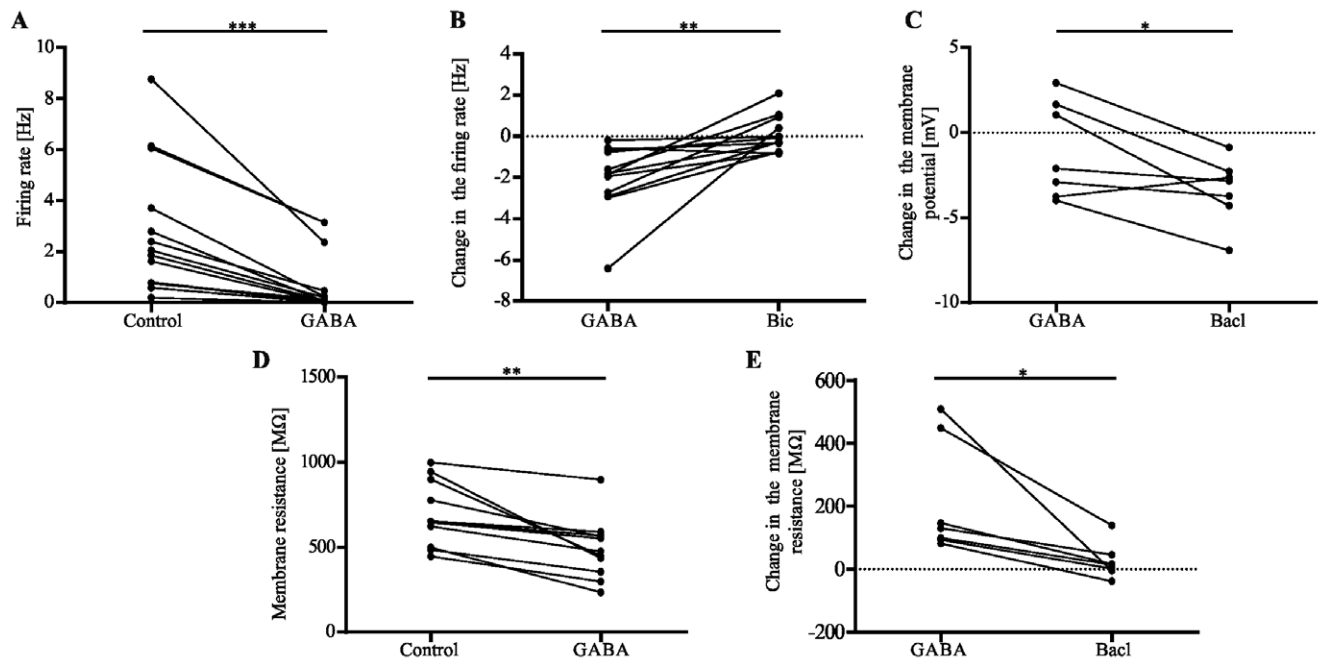 A
***
Firing rate [Hz]
10
8
6
4
2
0
Control GABA
B
**
Change in the firing rate [Hz]
4
2
0
-2
-4
-6
-8
GABA Bic
C
*
Change in the membrane
potential [mV]
5
0
-5
-10
GABA Bacl
D
**
Membrane resistance [MΩ]
1500
1000
500
0
Control GABA
E
*
Change in the membrane
resistance [MΩ]
600
400
200
0
-200
GABA Bacl